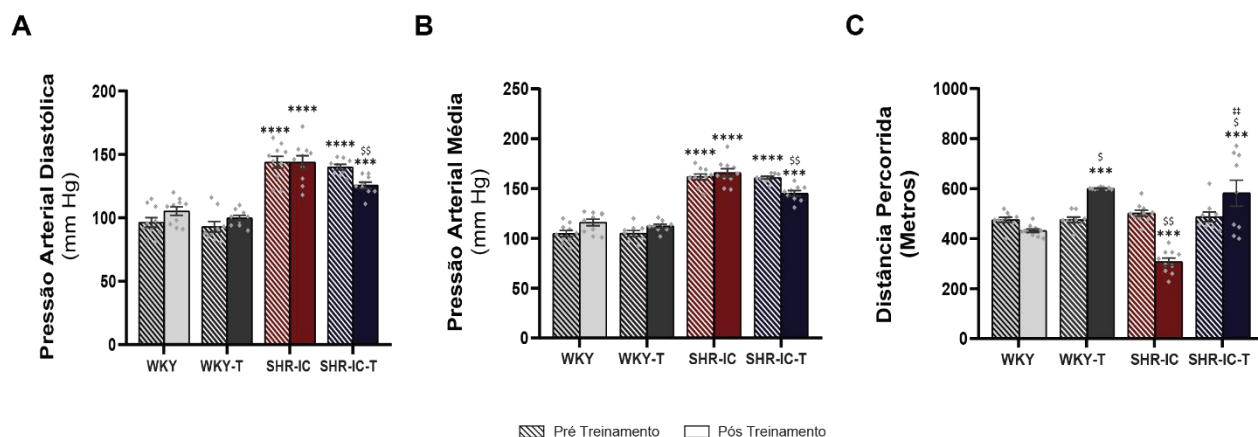 A
Pressão Arterial Diastólica
(mm Hg)
200
150
100
50
0
****
****
****
$$
***
WKY
WKY-T
SHR-IC
SHR-IC-T
B
Pressão Arterial Média
(mm Hg)
250
200
150
100
50
0
****
****
****
$$
***
WKY
WKY-T
SHR-IC
SHR-IC-T
C
Distância Percorrida
(Metros)
1000
800
600
400
200
0
$
***
$$
***
‡‡
$
***
WKY
WKY-T
SHR-IC
SHR-IC-T
Pré Treinamento
Pós Treinamento